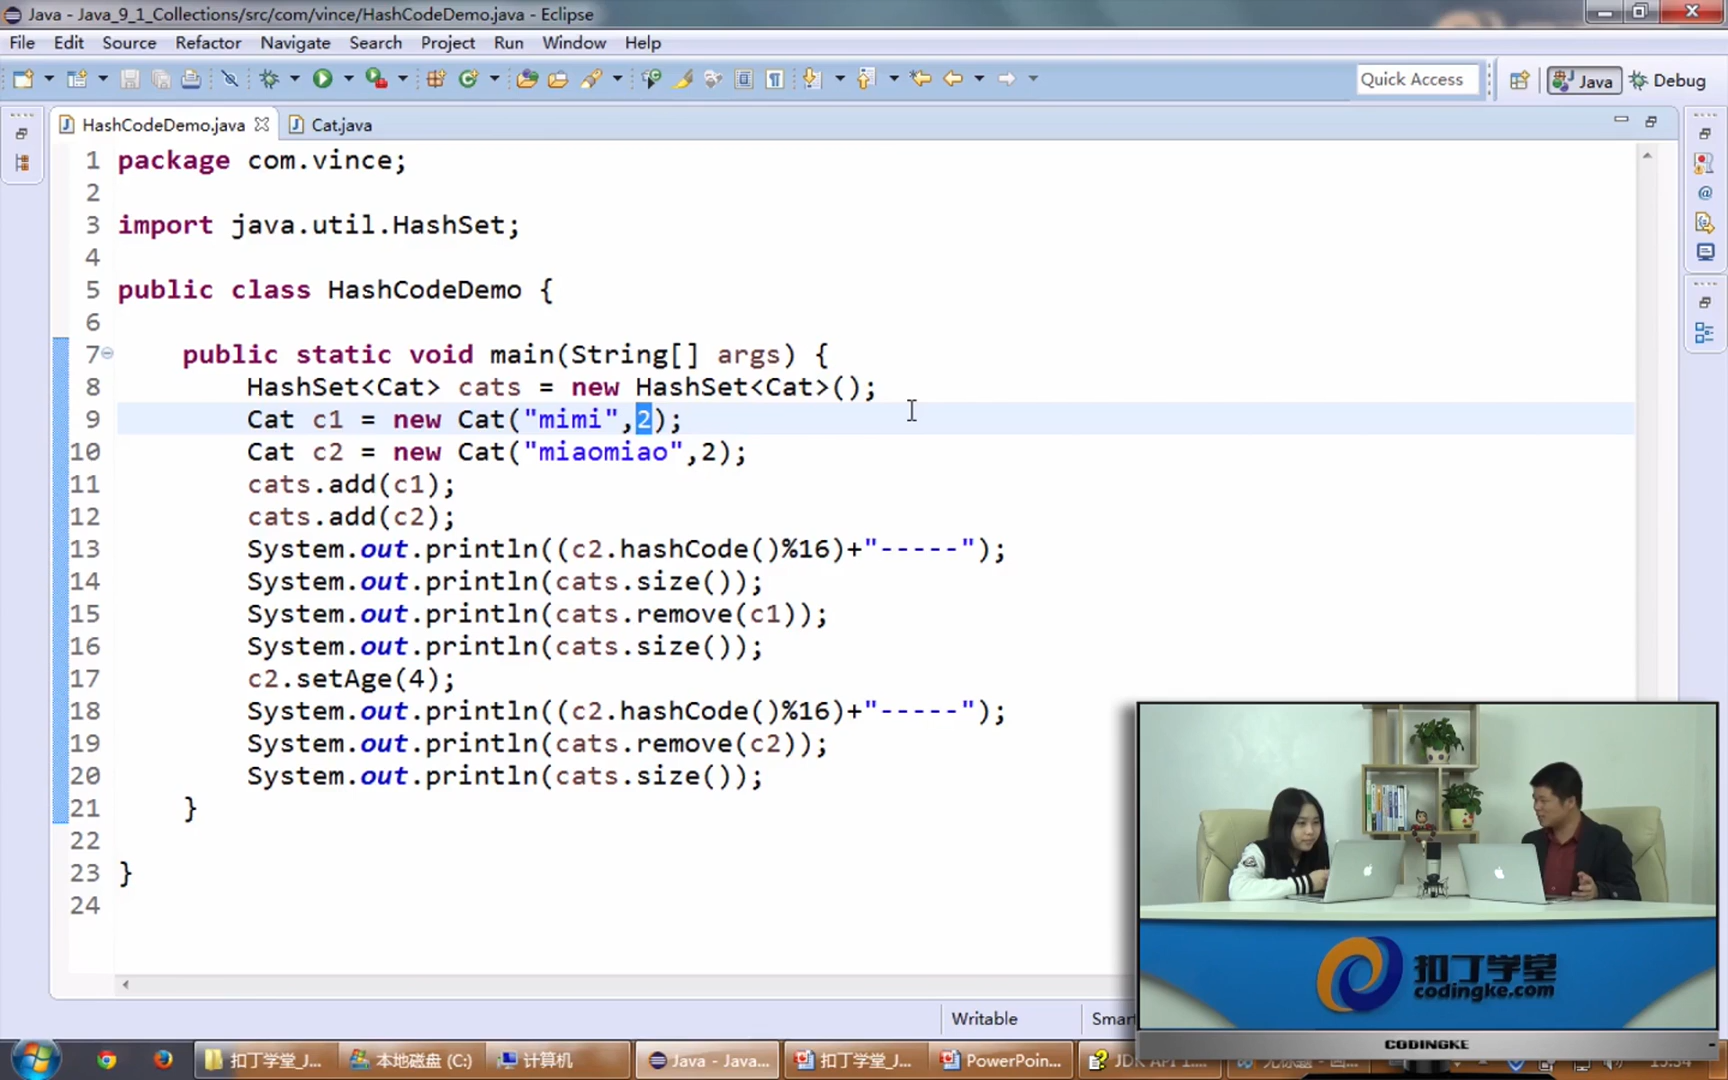 Java - Java_9_1_Collections/src/com/vince/HashCodeDemo.java - Eclipse
File Edit Source Refactor Navigate Search Project Run Window Help
Quick Access Java Debug
HashCodeDemo.java Cat.java
1 package com.vince;
2
3 import java.util.HashSet;
4
5 public class HashCodeDemo {
6
7 public static void main(String[] args) {
8 HashSet<Cat> cats = new HashSet<Cat>();
9 Cat c1 = new Cat("mimi",2);
10 Cat c2 = new Cat("miaomiao",2);
11 cats.add(c1);
12 cats.add(c2);
13 System.out.println((c2.hashCode()%16)+"-----");
14 System.out.println(cats.size());
15 System.out.println(cats.remove(c1));
16 System.out.println(cats.size());
17 c2.setAge(4);
18 System.out.println((c2.hashCode()%16)+"-----");
19 System.out.println(cats.remove(c2));
20 System.out.println(cats.size());
21 }
22
23 }
24
扣丁学堂
codingke.com
Writable Smar
CODINGKE
扣丁学堂_J... 本地磁盘 (C:) 计算机 Java - Java... 扣丁学堂_J... PowerPoin... JDK API 1...